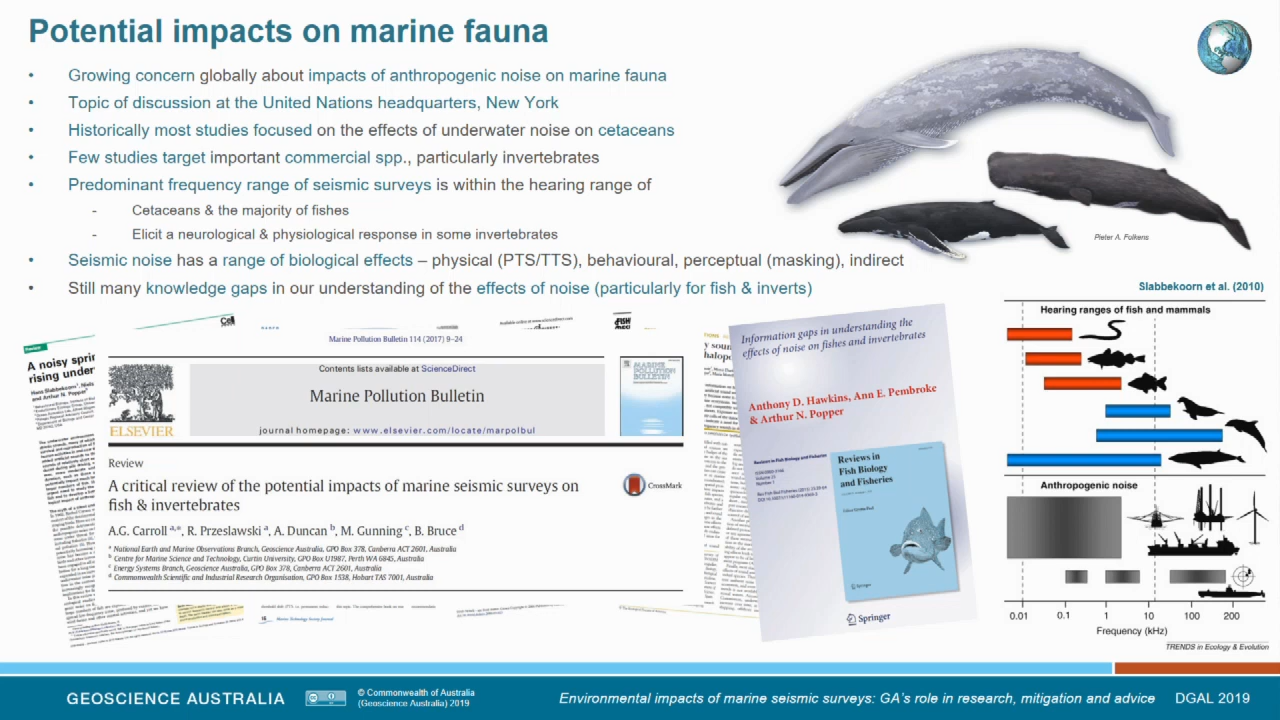 Potential impacts on marine fauna
• Growing concern globally about impacts of anthropogenic noise on marine fauna
• Topic of discussion at the United Nations headquarters, New York
• Historically most studies focused on the effects of underwater noise on cetaceans
• Few studies target important commercial spp., particularly invertebrates
• Predominant frequency range of seismic surveys is within the hearing range of
- Cetaceans & the majority of fishes
- Elicit a neurological & physiological response in some invertebrates
• Seismic noise has a range of biological effects – physical (PTS/TTS), behavioural, perceptual (masking), indirect
• Still many knowledge gaps in our understanding of the effects of noise (particularly for fish & inverts)
Pieter A. Fulkens
Slabbekoorn et al. (2010)
Hearing ranges of fish and mammals
Anthropogenic noise
0.01 0.1 1 10 100 200
Frequency (kHz)
TRENDS in Ecology & Evolution
A noisy
rising under
Marine Pollution Bulletin 114 (2017) 9–24
Contents lists available at ScienceDirect
Marine Pollution Bulletin
journal homepage: www.elsevier.com/locate/marpolbul
ELSEVIER
MARINE
POLLUTION
BULLETIN
Review
A critical review of the potential impacts of marine seismic surveys on
fish & invertebrates
CrossMark
A.G. Carroll a,*, R. Przeslawski a, A. Duncan b, M. Gunning c, B. Bruce d
a National Earth and Marine Observations Branch, Geoscience Australia, GPO Box 378, Canberra ACT 2601, Australia
b Centre for Marine Science and Technology, Curtin University, GPO Box U1987, Perth WA 6845, Australia
c Energy Systems Branch, Geoscience Australia, GPO Box 378, Canberra ACT 2601, Australia
d Commonwealth Scientific and Industrial Research Organisation, GPO Box 1538, Hobart TAS 7001, Australia
Information gaps in understanding the
effects of noise on fishes and invertebrates
Anthony D. Hawkins, Ann E. Pembroke
& Arthur N. Popper
Reviews in Fish Biology and Fisheries
Reviews in
Fish Biology
and Fisheries
Springer
Springer
GEOSCIENCE AUSTRALIA
© Commonwealth of Australia
(Geoscience Australia) 2019
Environmental impacts of marine seismic surveys: GA's role in research, mitigation and advice
DGAL 2019